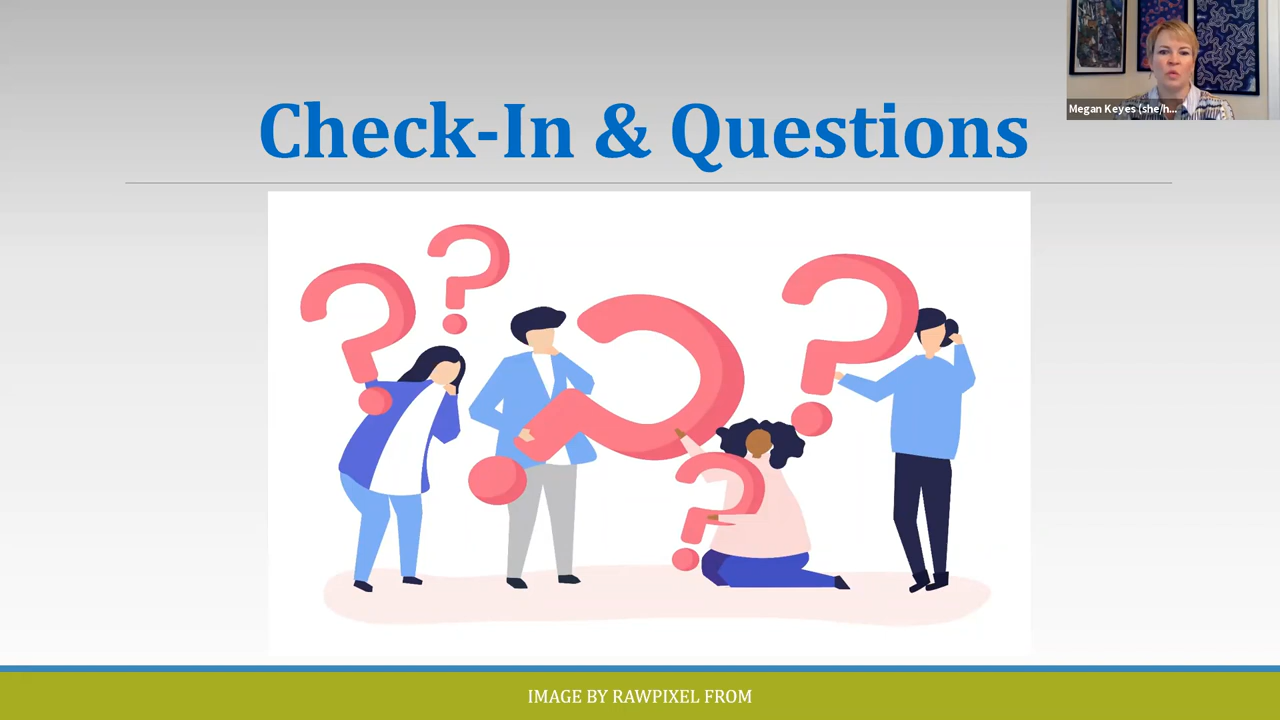 Check-In & Questions
Megan Keyes (she/h...
IMAGE BY RAWPIXEL FROM